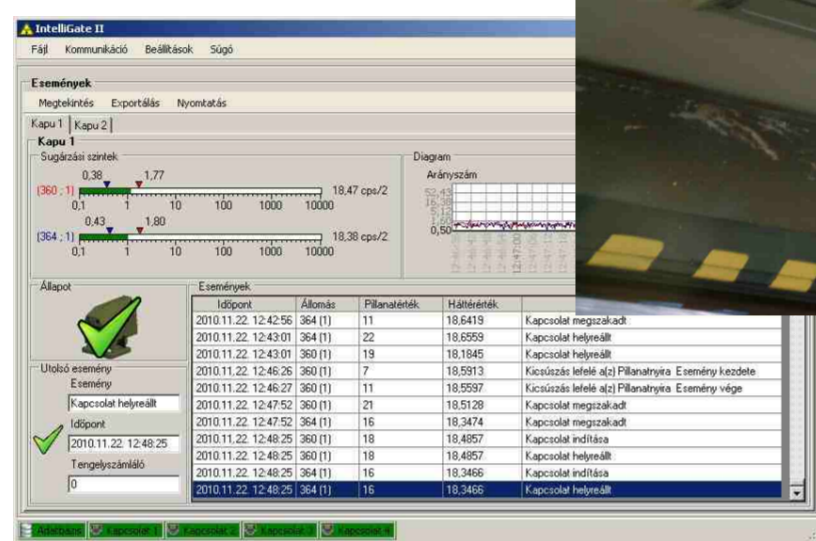 IntelliGate II
Fájl Kommunikáció Beállítások Súgó
Események
Megtekintés Exportálás Nyomtatás
Kapu 1 Kapu 2
Kapu 1
Sugárzási szintek
0,38 1,77
(360 ; 1) 18,47 cps/2
0,1 1 10 100 1000 10000
0,43 1,80
(364 ; 1) 18,38 cps/2
0,1 1 10 100 1000 10000
Diagram
Arányszám
52,43
16,38
5,12
1,60
0,50
12:47:00
Állapot
Utolsó esemény
Esemény
Kapcsolat helyreállt
Időpont
2010.11.22. 12:48:25
Tengelyszámláló
0
Események
Időpont Állomás Pillanatérték Háttérérték
2010.11.22. 12:42:56 364 (1) 11 18,6419 Kapcsolat megszakadt
2010.11.22. 12:43:01 364 (1) 22 18,6559 Kapcsolat helyreállt
2010.11.22. 12:43:01 360 (1) 19 18,1845 Kapcsolat helyreállt
2010.11.22. 12:46:26 360 (1) 7 18,5913 Kicsúszás lefelé a(z) Pillanatnyira Esemény kezdete
2010.11.22. 12:46:27 360 (1) 11 18,5597 Kicsúszás lefelé a(z) Pillanatnyira Esemény vége
2010.11.22. 12:47:52 360 (1) 21 18,5128 Kapcsolat megszakadt
2010.11.22. 12:47:52 364 (1) 16 18,3474 Kapcsolat megszakadt
2010.11.22. 12:48:25 360 (1) 18 18,4857 Kapcsolat indítása
2010.11.22. 12:48:25 360 (1) 18 18,4857 Kapcsolat helyreállt
2010.11.22. 12:48:25 364 (1) 16 18,3466 Kapcsolat indítása
2010.11.22. 12:48:25 364 (1) 16 18,3466 Kapcsolat helyreállt
Adatbázis Kapcsolat 1 Kapcsolat 2 Kapcsolat 3 Kapcsolat 4